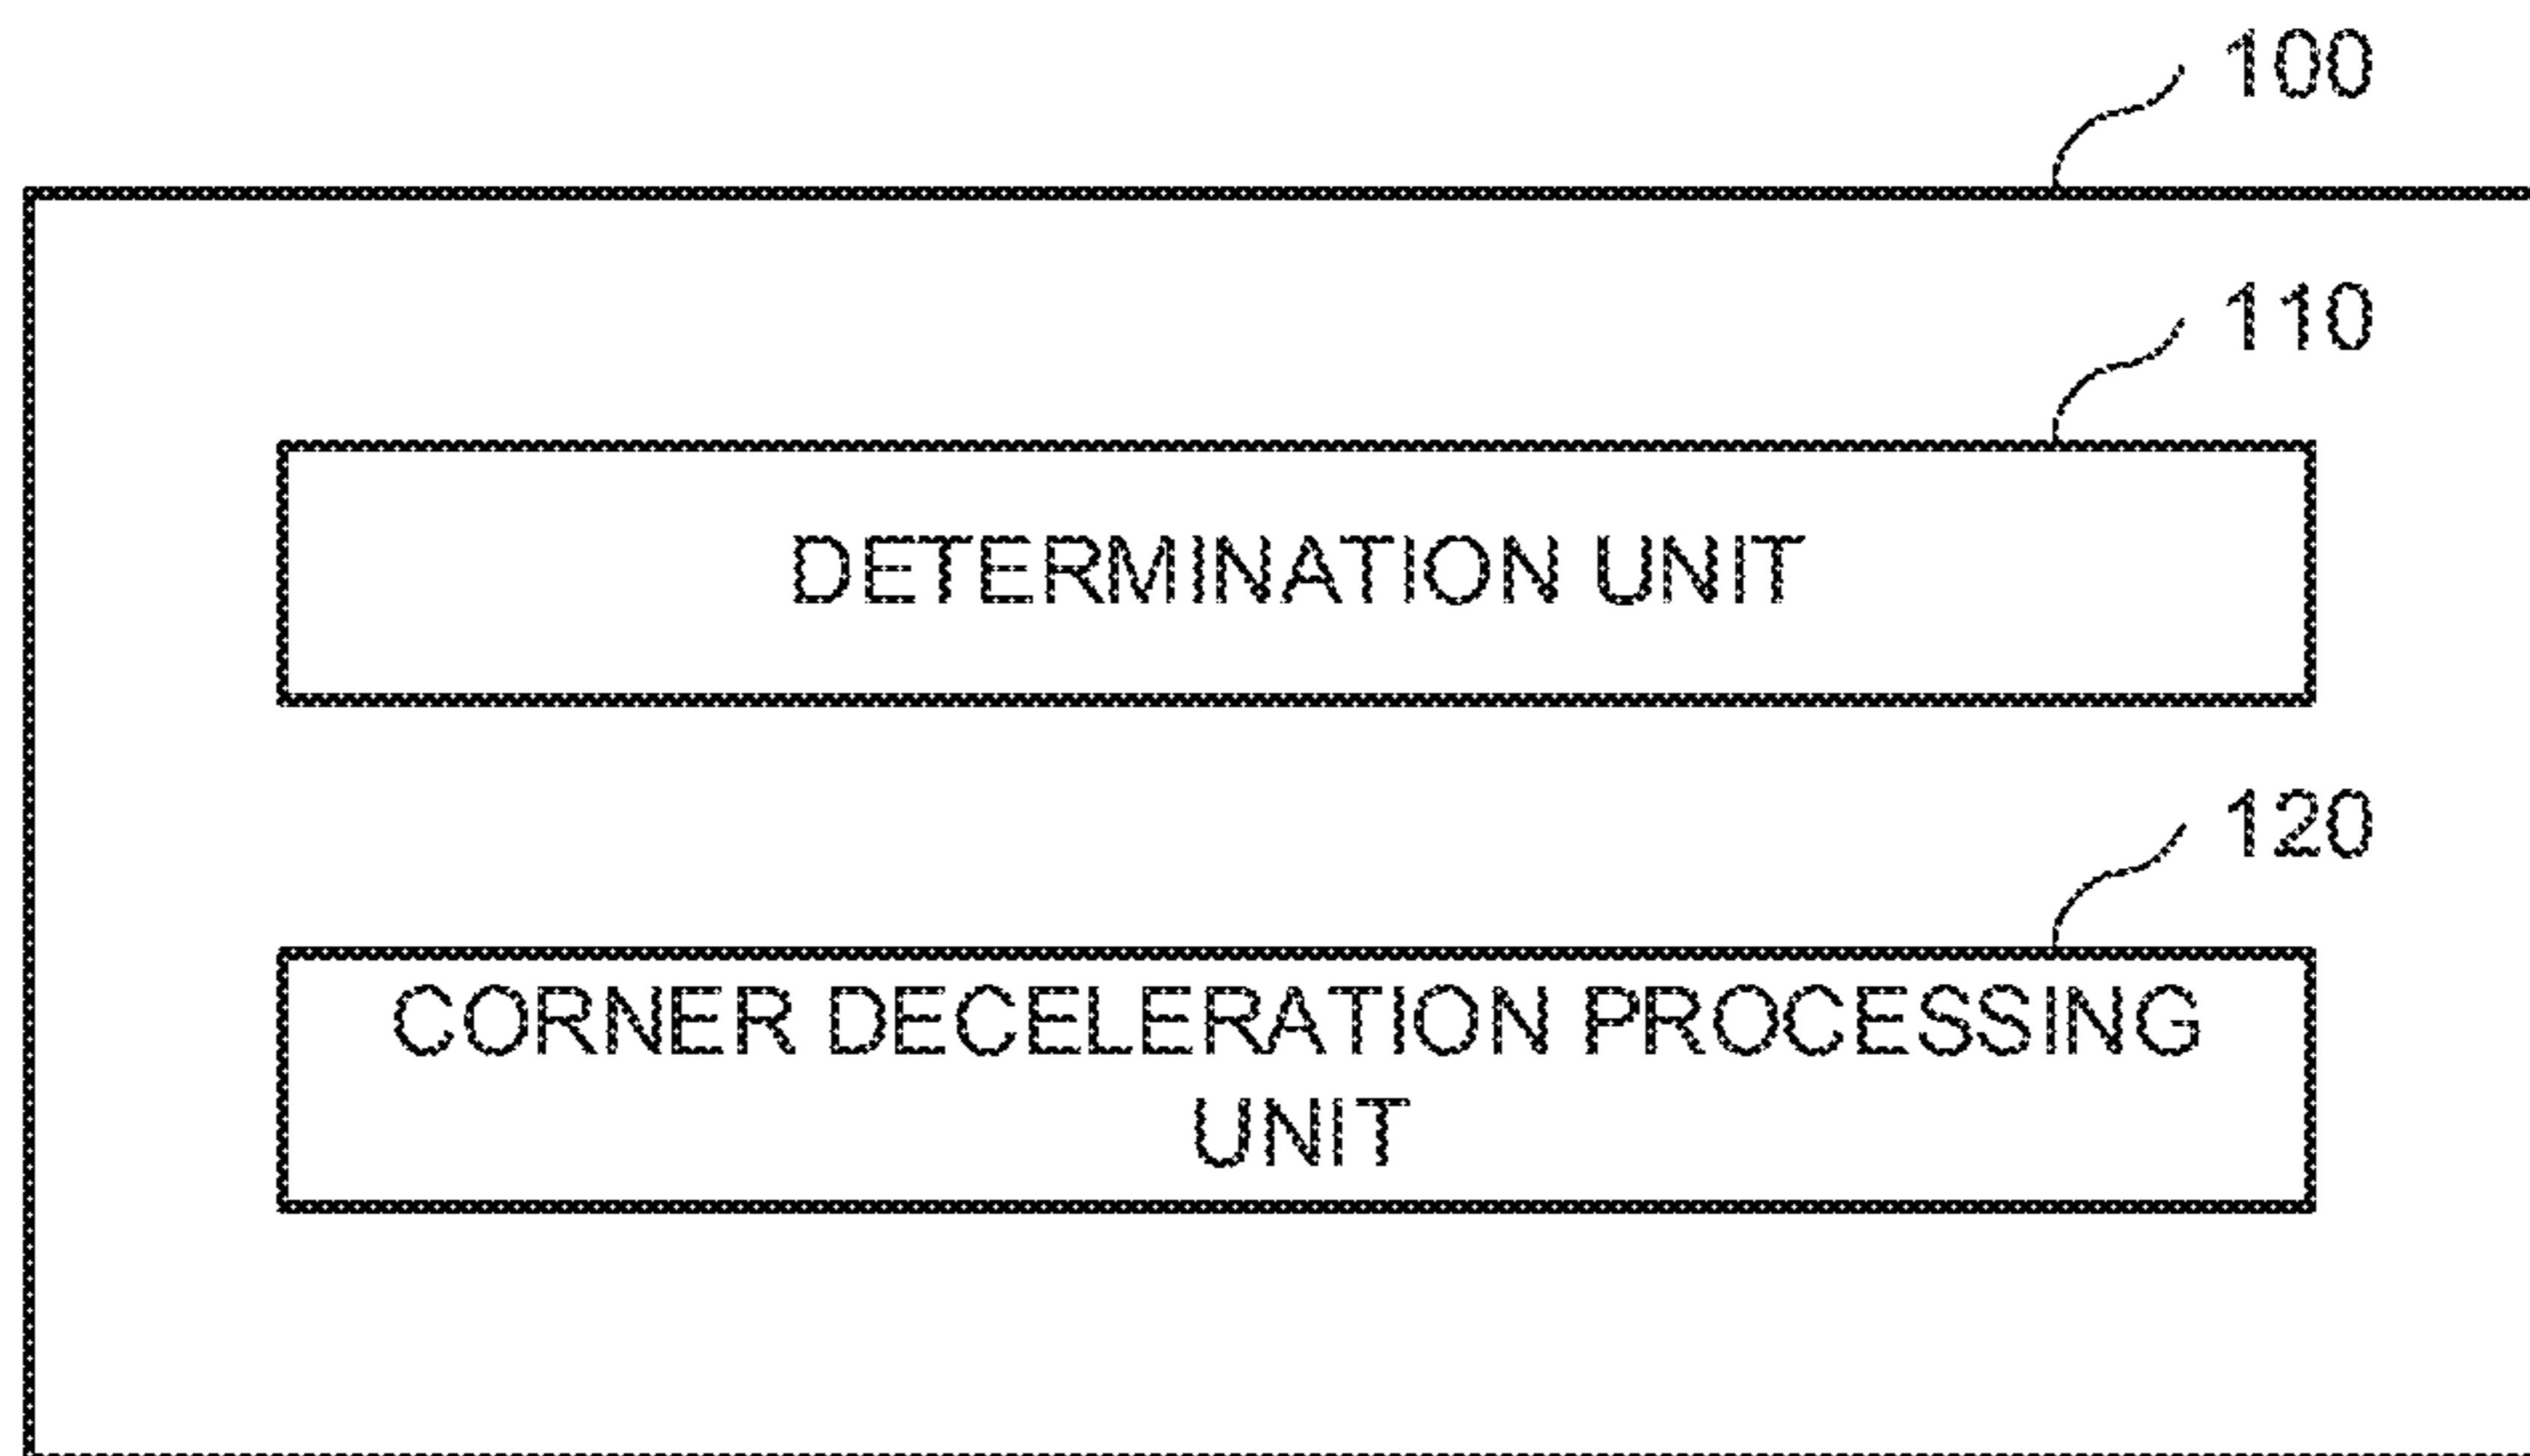 100
110
DETERMINATION UNIT
120
CORNER DECELERATION PROCESSING
UNIT